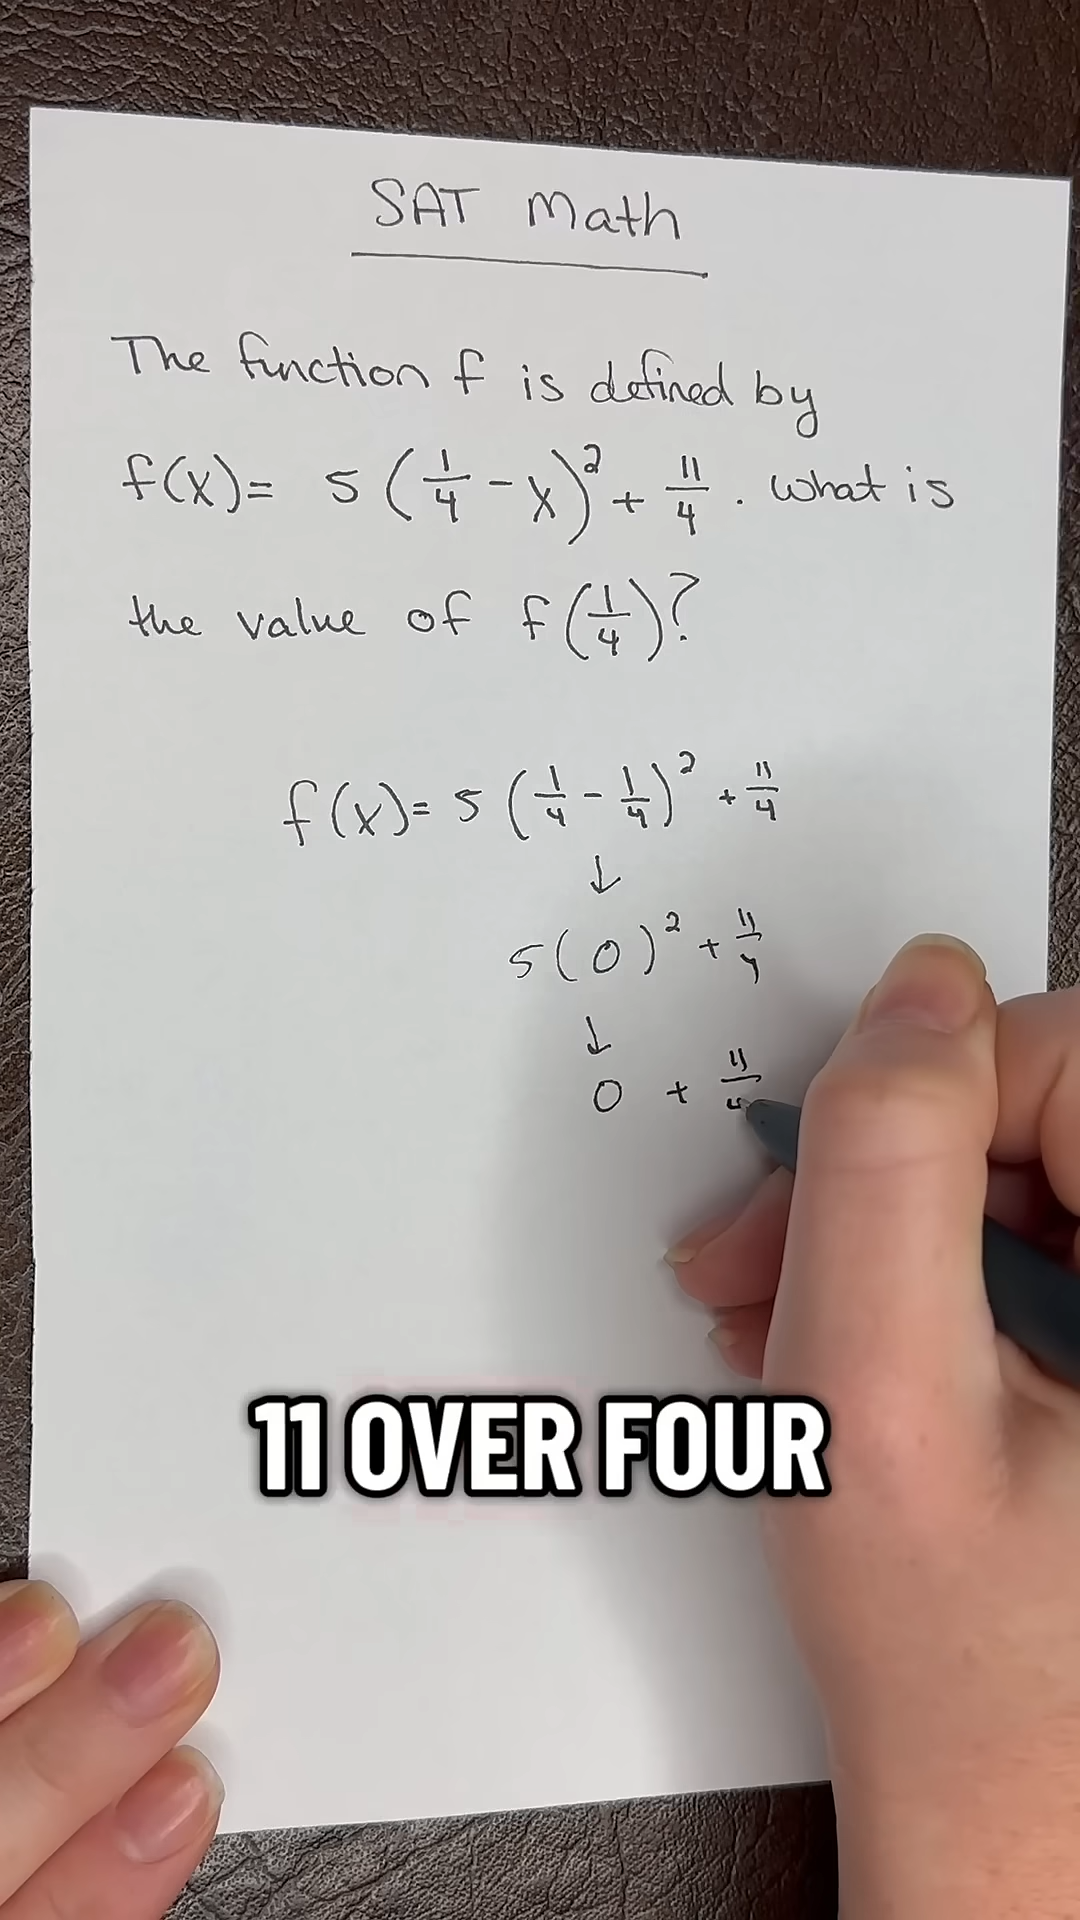 SAT Math
The function f is defined by
f(x)= 5(1/4 - x)² + 11/4. What is
the value of f(1/4)?
f(x)= 5(1/4 - 1/4)² + 11/4
↓
5(0)² + 11/4
↓
0 + 11/4
11 OVER FOUR